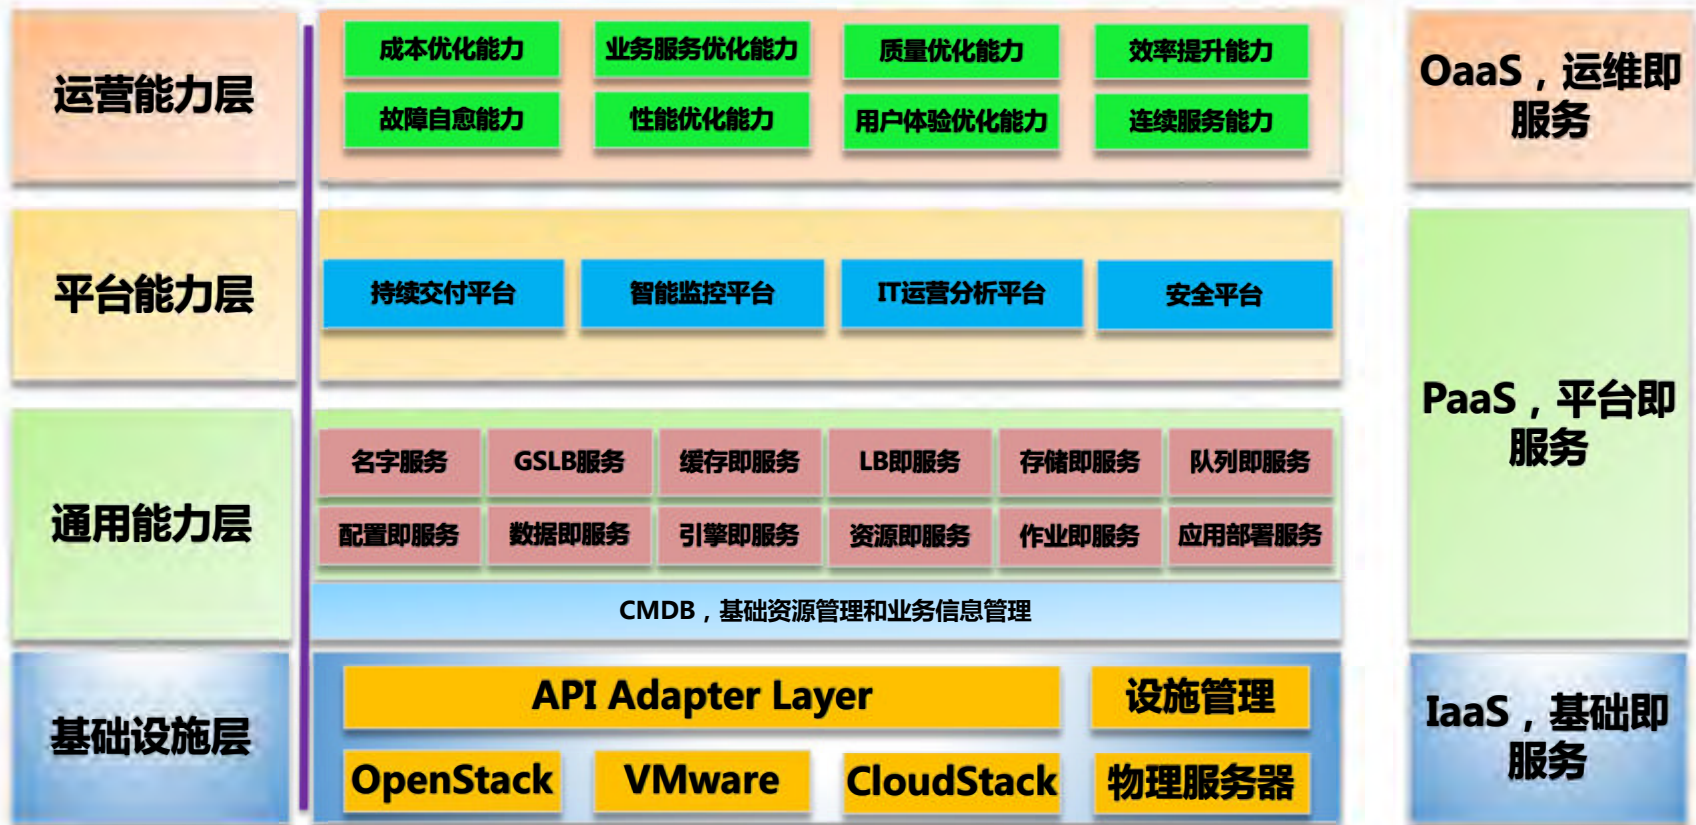 运营能力层
成本优化能力
业务服务优化能力
质量优化能力
效率提升能力
故障自愈能力
性能优化能力
用户体验优化能力
连续服务能力
OaaS，运维即
服务
平台能力层
持续交付平台
智能监控平台
IT运营分析平台
安全平台
PaaS，平台即
服务
通用能力层
名字服务
GSLB服务
缓存即服务
LB即服务
存储即服务
队列即服务
配置即服务
数据即服务
引擎即服务
资源即服务
作业即服务
应用部署服务
CMDB，基础资源管理和业务信息管理
基础设施层
API Adapter Layer
设施管理
OpenStack
VMware
CloudStack
物理服务器
IaaS，基础即
服务